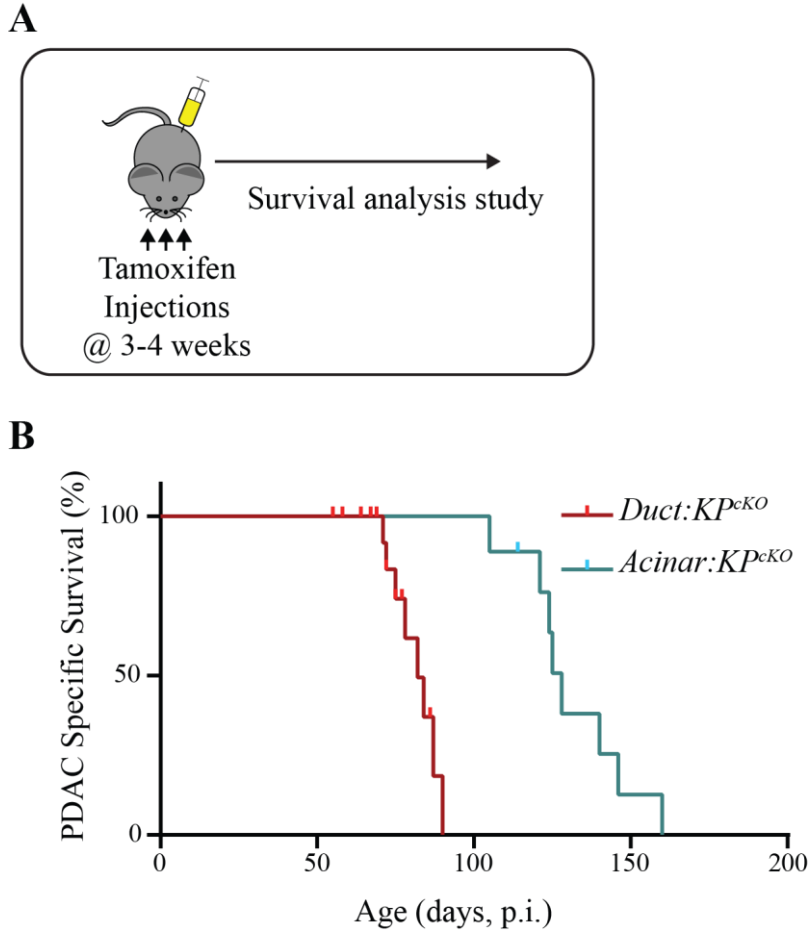 A
Survival analysis study
Tamoxifen
Injections
@ 3-4 weeks
B
PDAC Specific Survival (%)
100
50
0
Duct:KPcKO
Acinar:KPcKO
0 50 100 150 200
Age (days, p.i.)